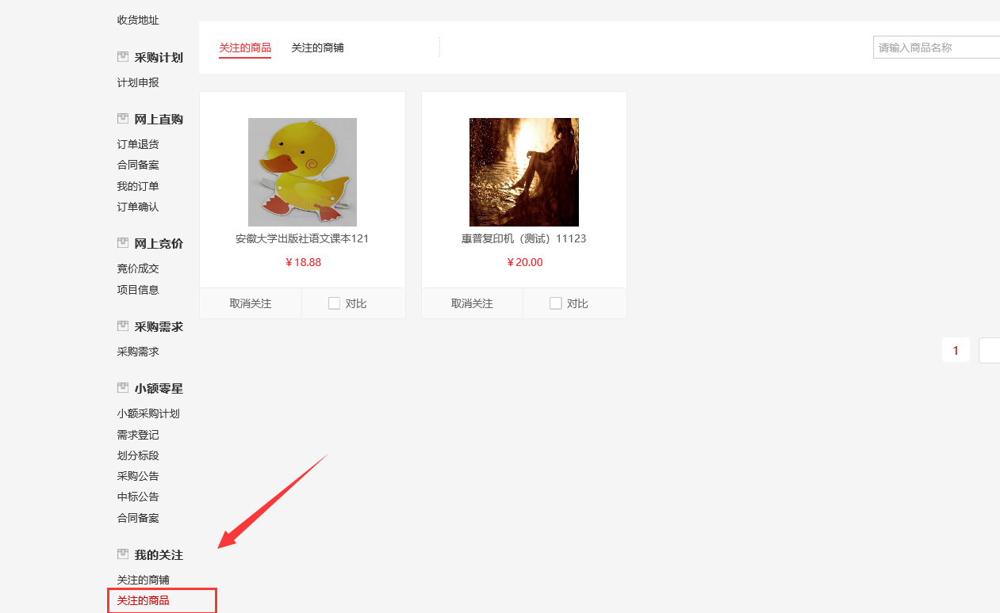 收货地址
采购计划
计划申报
网上直购
订单退货
合同备案
我的订单
订单确认
网上竞价
竞价成交
项目信息
采购需求
采购需求
小额零星
小额采购计划
需求登记
划分标段
采购公告
中标公告
合同备案
我的关注
关注的商铺
关注的商品
关注的商品 关注的商铺
请输入商品名称
安徽大学出版社语文课本121
￥18.88
取消关注 对比
惠普复印机（测试）11123
￥20.00
取消关注 对比
1